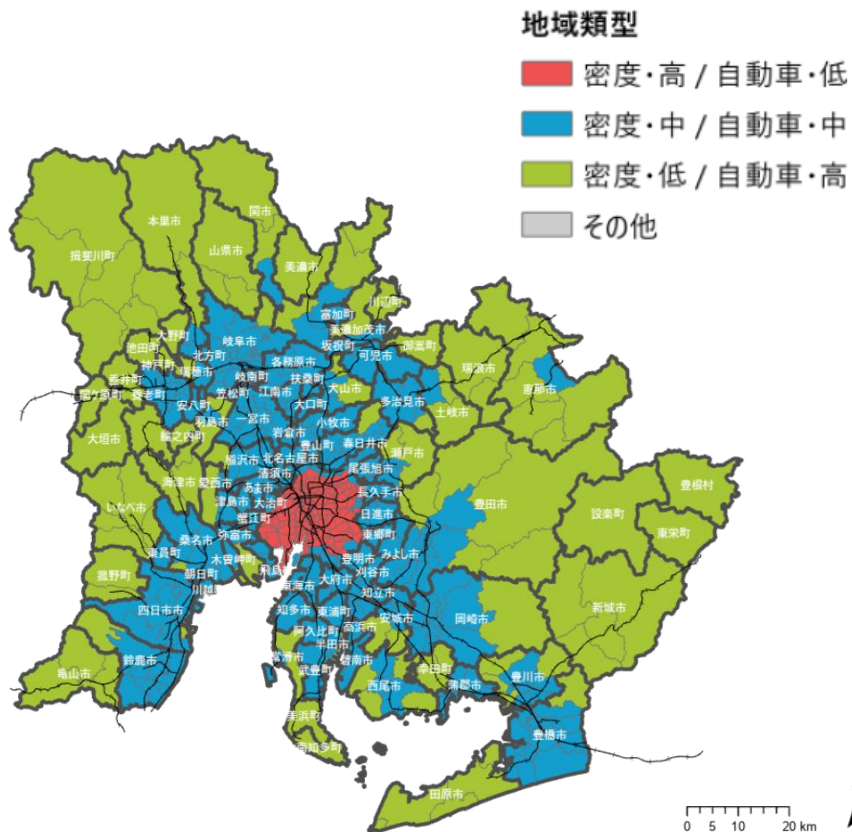 地域類型
密度・高 / 自動車・低
密度・中 / 自動車・中
密度・低 / 自動車・高
その他
関市
本巣市
山県市
揖斐川町
美濃市
川辺町
富加町
大野町
美濃加茂市
岐阜市
坂祝町
御嵩町
池田町
北方町
可児市
神戸町
各務原市
瑞浪市
瑞穂市
岐南町
扶桑町
垂井町
犬山市
恵那市
関ケ原町
養老町
笠松町
江南市
安八町
大口町
多治見市
土岐市
羽島市
一宮市
小牧市
大垣市
輪之内町
岩倉市
豊山町
春日井市
瀬戸市
稲沢市
北名古屋市
尾張旭市
清須市
海津市
愛西市
あま市
長久手市
豊根村
いなべ市
津島市
大治町
豊田市
設楽町
蟹江町
日進市
東栄町
弥富市
東郷町
桑名市
東員町
木曽岬町
豊明市
みよし市
菰野町
朝日町
飛島村
刈谷市
川越町
東海市
大府市
知立市
四日市市
知多市
東浦町
新城市
安城市
岡崎市
阿久比町
高浜市
半田市
鈴鹿市
常滑市
碧南市
亀山市
武豊町
幸田町
豊川市
西尾市
蒲郡市
美浜町
豊橋市
南知多町
田原市
0 5 10 20 km